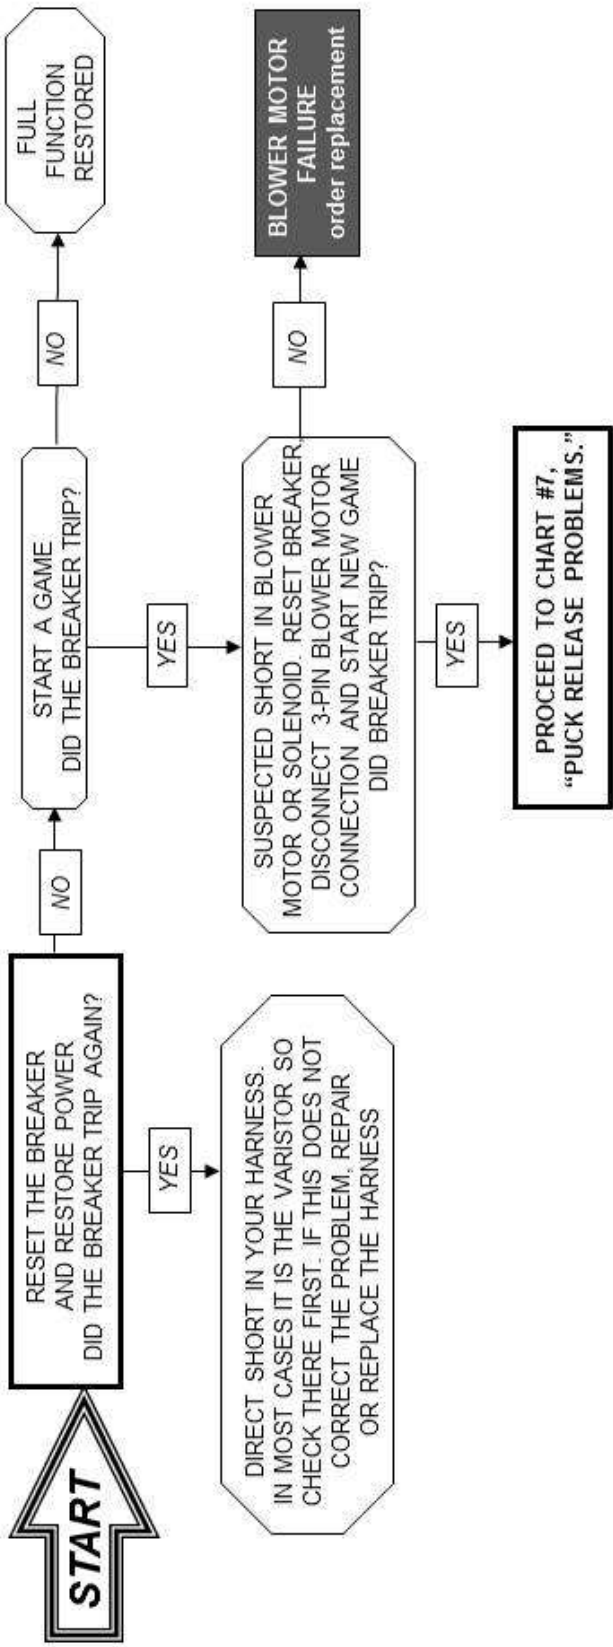 START
RESET THE BREAKER
AND RESTORE POWER
DID THE BREAKER TRIP AGAIN?
NO
START A GAME
DID THE BREAKER TRIP?
NO
FULL
FUNCTION
RESTORED
YES
DIRECT SHORT IN YOUR HARNESS.
IN MOST CASES IT IS THE VARISTOR SO
CHECK THERE FIRST. IF THIS DOES NOT
CORRECT THE PROBLEM, REPAIR
OR REPLACE THE HARNESS
YES
SUSPECTED SHORT IN BLOWER
MOTOR OR SOLENOID. RESET BREAKER,
DISCONNECT 3-PIN BLOWER MOTOR
CONNECTION AND START NEW GAME
DID BREAKER TRIP?
NO
BLOWER MOTOR
FAILURE
order replacement
YES
PROCEED TO CHART #7,
“PUCK RELEASE PROBLEMS.”